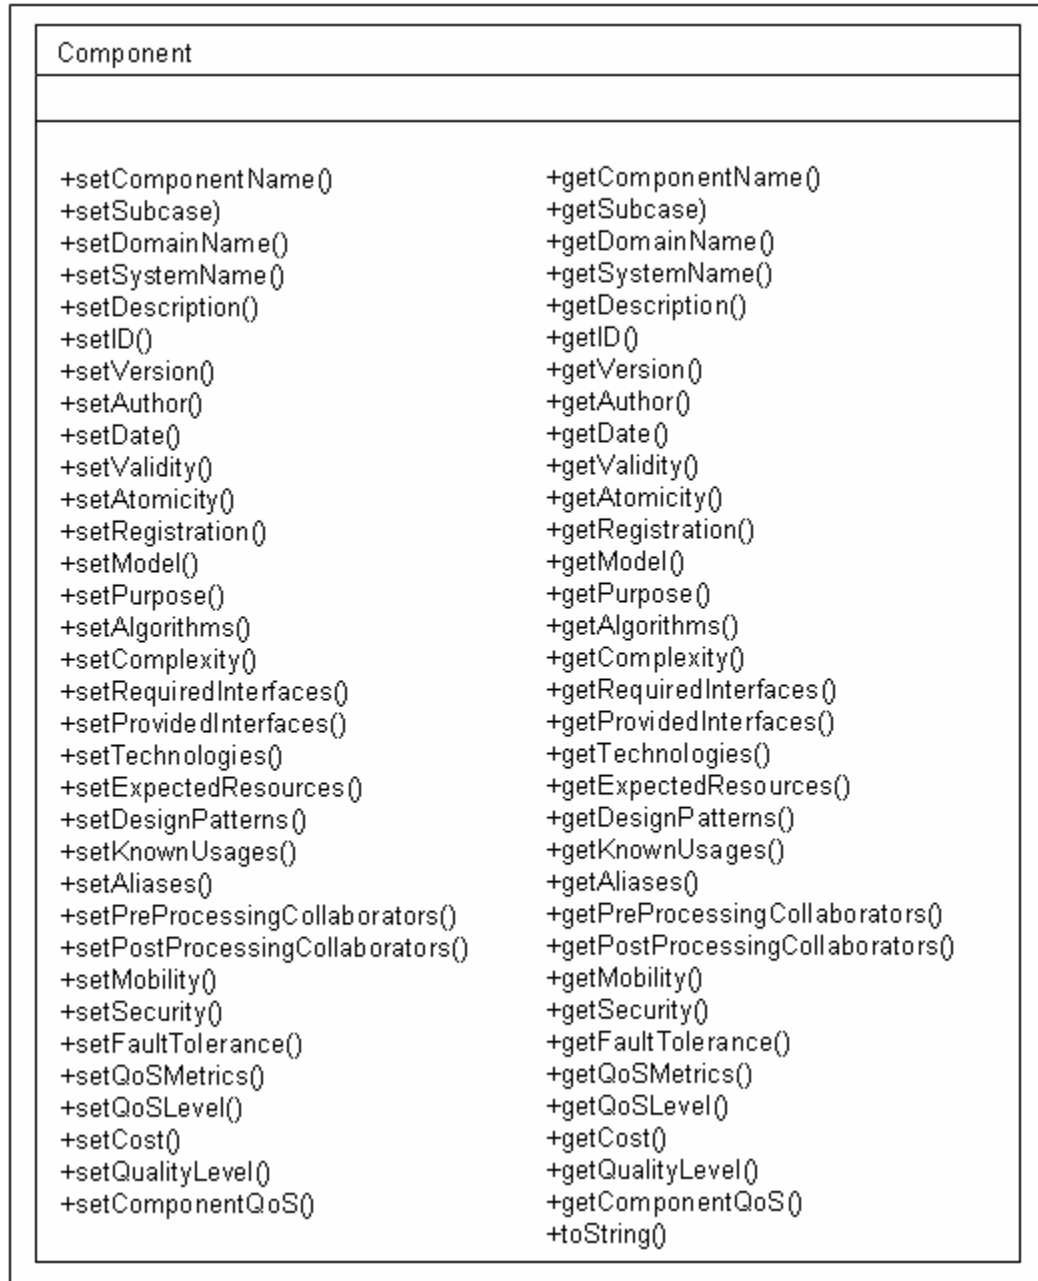 Component
+setComponentName()
+setSubcase)
+setDomainName()
+setSystemName()
+setDescription()
+setID()
+setVersion()
+setAuthor()
+setDate()
+setValidity()
+setAtomicity()
+setRegistration()
+setModel()
+setPurpose()
+setAlgorithms()
+setComplexity()
+setRequiredInterfaces()
+setProvidedInterfaces()
+setTechnologies()
+setExpectedResources()
+setDesignPatterns()
+setKnownUsages()
+setAliases()
+setPreProcessingCollaborators()
+setPostProcessingCollaborators()
+setMobility()
+setSecurity()
+setFaultTolerance()
+setQoSMetrics()
+setQoSLevel()
+setCost()
+setQualityLevel()
+setComponentQoS()
+getComponentName()
+getSubcase)
+getDomainName()
+getSystemName()
+getDescription()
+getID()
+getVersion()
+getAuthor()
+getDate()
+getValidity()
+getAtomicity()
+getRegistration()
+getModel()
+getPurpose()
+getAlgorithms()
+getComplexity()
+getRequiredInterfaces()
+getProvidedInterfaces()
+getTechnologies()
+getExpectedResources()
+getDesignPatterns()
+getKnownUsages()
+getAliases()
+getPreProcessingCollaborators()
+getPostProcessingCollaborators()
+getMobility()
+getSecurity()
+getFaultTolerance()
+getQoSMetrics()
+getQoSLevel()
+getCost()
+getQualityLevel()
+getComponentQoS()
+toString()